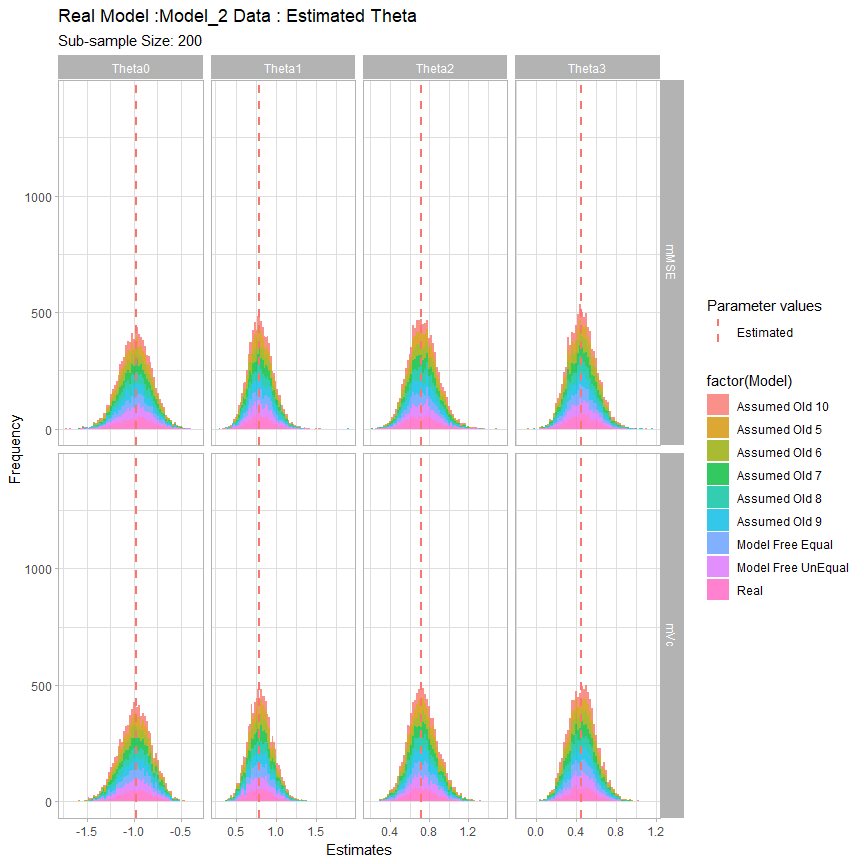 Real Model :Model_2 Data : Estimated Theta
Sub-sample Size: 200
Theta0 Theta1 Theta2 Theta3
1000
500
0
mMSE
1000
500
0
mVc
-1.5 -1.0 -0.5 0.5 1.0 1.5 0.4 0.8 1.2 0.0 0.4 0.8 1.2
Estimates
Frequency
Parameter values
Estimated
factor(Model)
Assumed Old 10
Assumed Old 5
Assumed Old 6
Assumed Old 7
Assumed Old 8
Assumed Old 9
Model Free Equal
Model Free UnEqual
Real